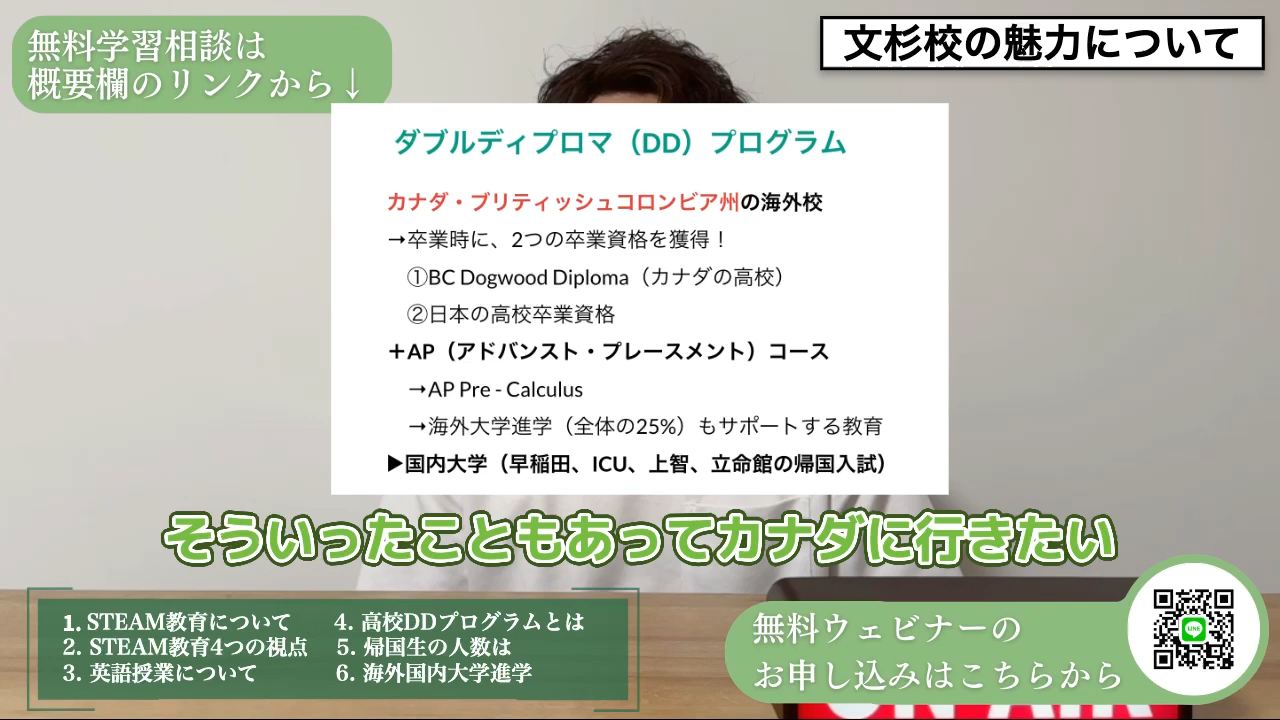 無料学習相談は
概要欄のリンクから↓
文杉校の魅力について
ダブルディプロマ（DD）プログラム
カナダ・ブリティッシュコロンビア州の海外校
→卒業時に、2つの卒業資格を獲得！
①BC Dogwood Diploma（カナダの高校）
②日本の高校卒業資格
＋AP（アドバンスト・プレースメント）コース
→AP Pre - Calculus
→海外大学進学（全体の25%）もサポートする教育
▶国内大学（早稲田、ICU、上智、立命館の帰国入試）
そういったこともあってカナダに行きたい
1. STEAM教育について
2. STEAM教育4つの視点
3. 英語授業について
4. 高校DDプログラムとは
5. 帰国生の人数は
6. 海外国内大学進学
無料ウェビナーの
お申し込みはこちらから
LINE
ON AIR